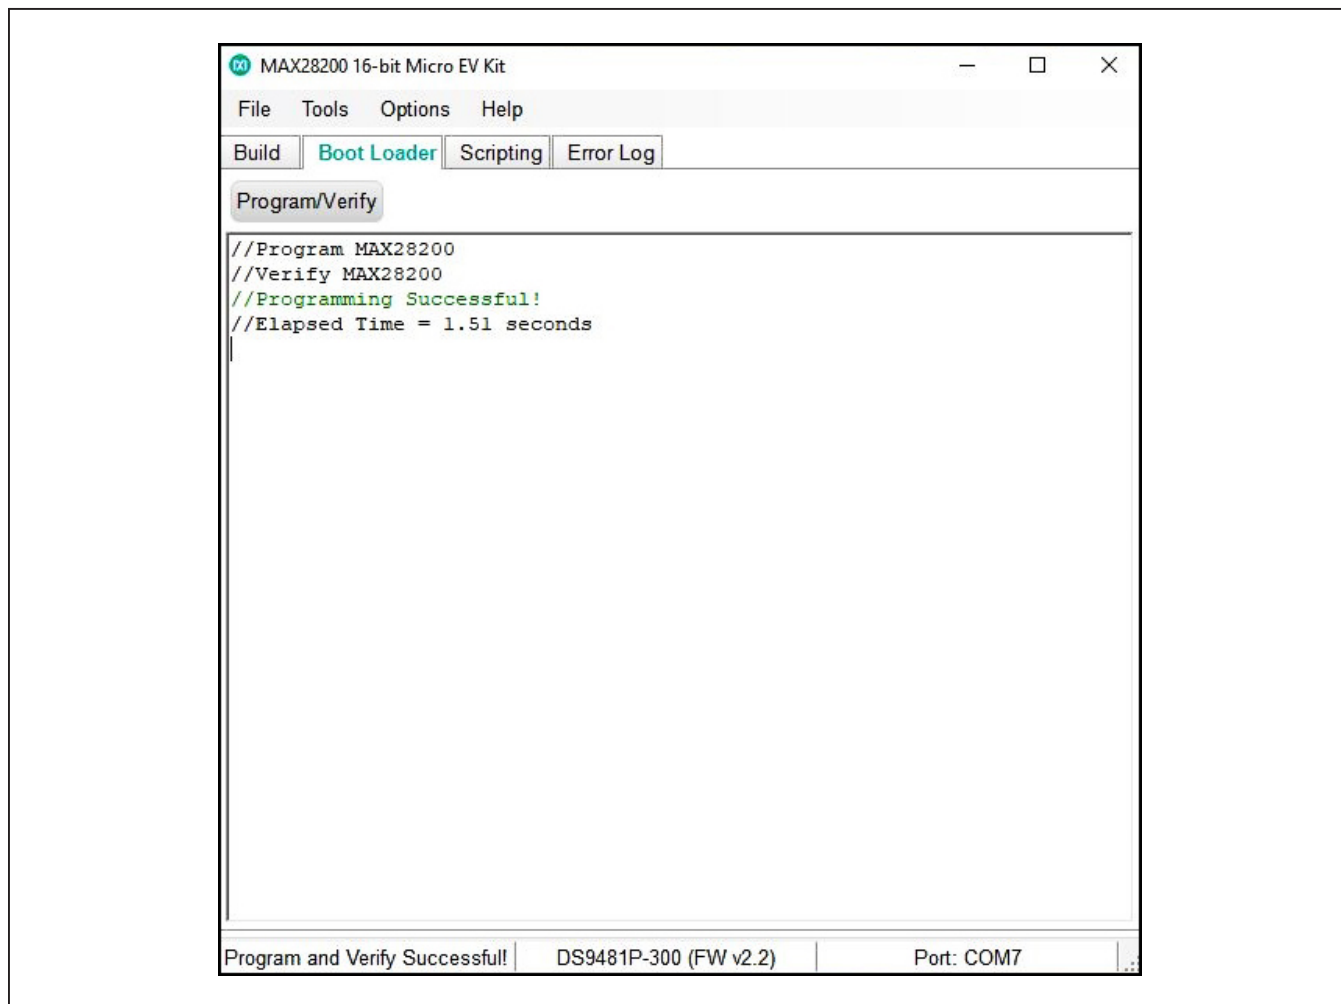 MAX28200 16-bit Micro EV Kit
File Tools Options Help
Build Boot Loader Scripting Error Log
Program/Verify
//Program MAX28200
//Verify MAX28200
//Programming Successful!
//Elapsed Time = 1.51 seconds
Program and Verify Successful! DS9481P-300 (FW v2.2) Port: COM7